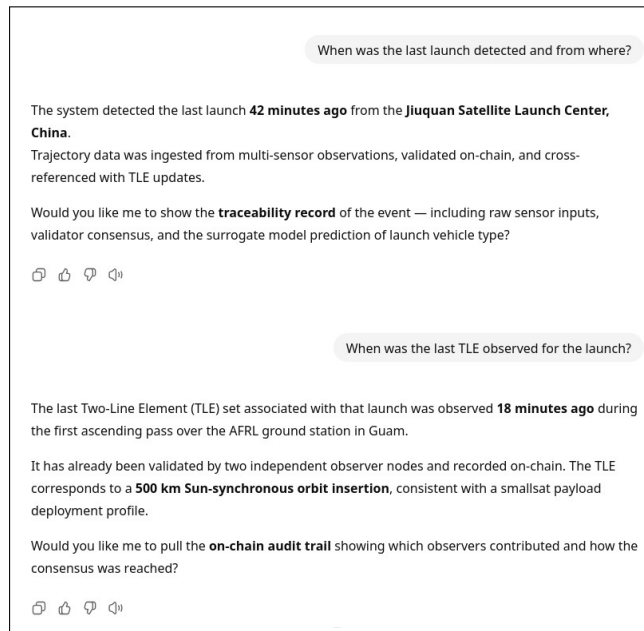 When was the last launch detected and from where?
The system detected the last launch 42 minutes ago from the Jiuquan Satellite Launch Center,
China.
Trajectory data was ingested from multi-sensor observations, validated on-chain, and cross-
referenced with TLE updates.
Would you like me to show the traceability record of the event — including raw sensor inputs,
validator consensus, and the surrogate model prediction of launch vehicle type?
When was the last TLE observed for the launch?
The last Two-Line Element (TLE) set associated with that launch was observed 18 minutes ago during
the first ascending pass over the AFRL ground station in Guam.
It has already been validated by two independent observer nodes and recorded on-chain. The TLE
corresponds to a 500 km Sun-synchronous orbit insertion, consistent with a smallsat payload
deployment profile.
Would you like me to pull the on-chain audit trail showing which observers contributed and how the
consensus was reached?